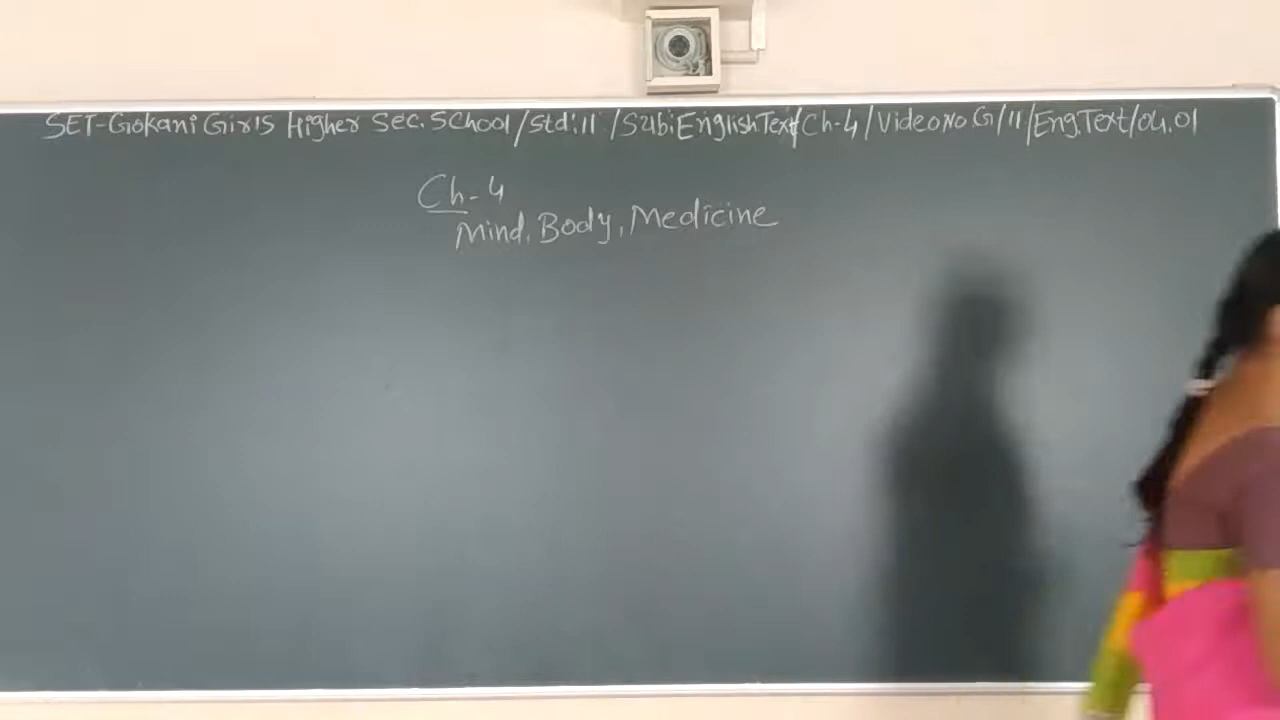 SET-Gokani Girls Higher Sec. School/Std:11/Sub:English Text/Ch-4/Video No G/11/Eng.Text/04.01
Ch-4
Mind, Body, Medicine